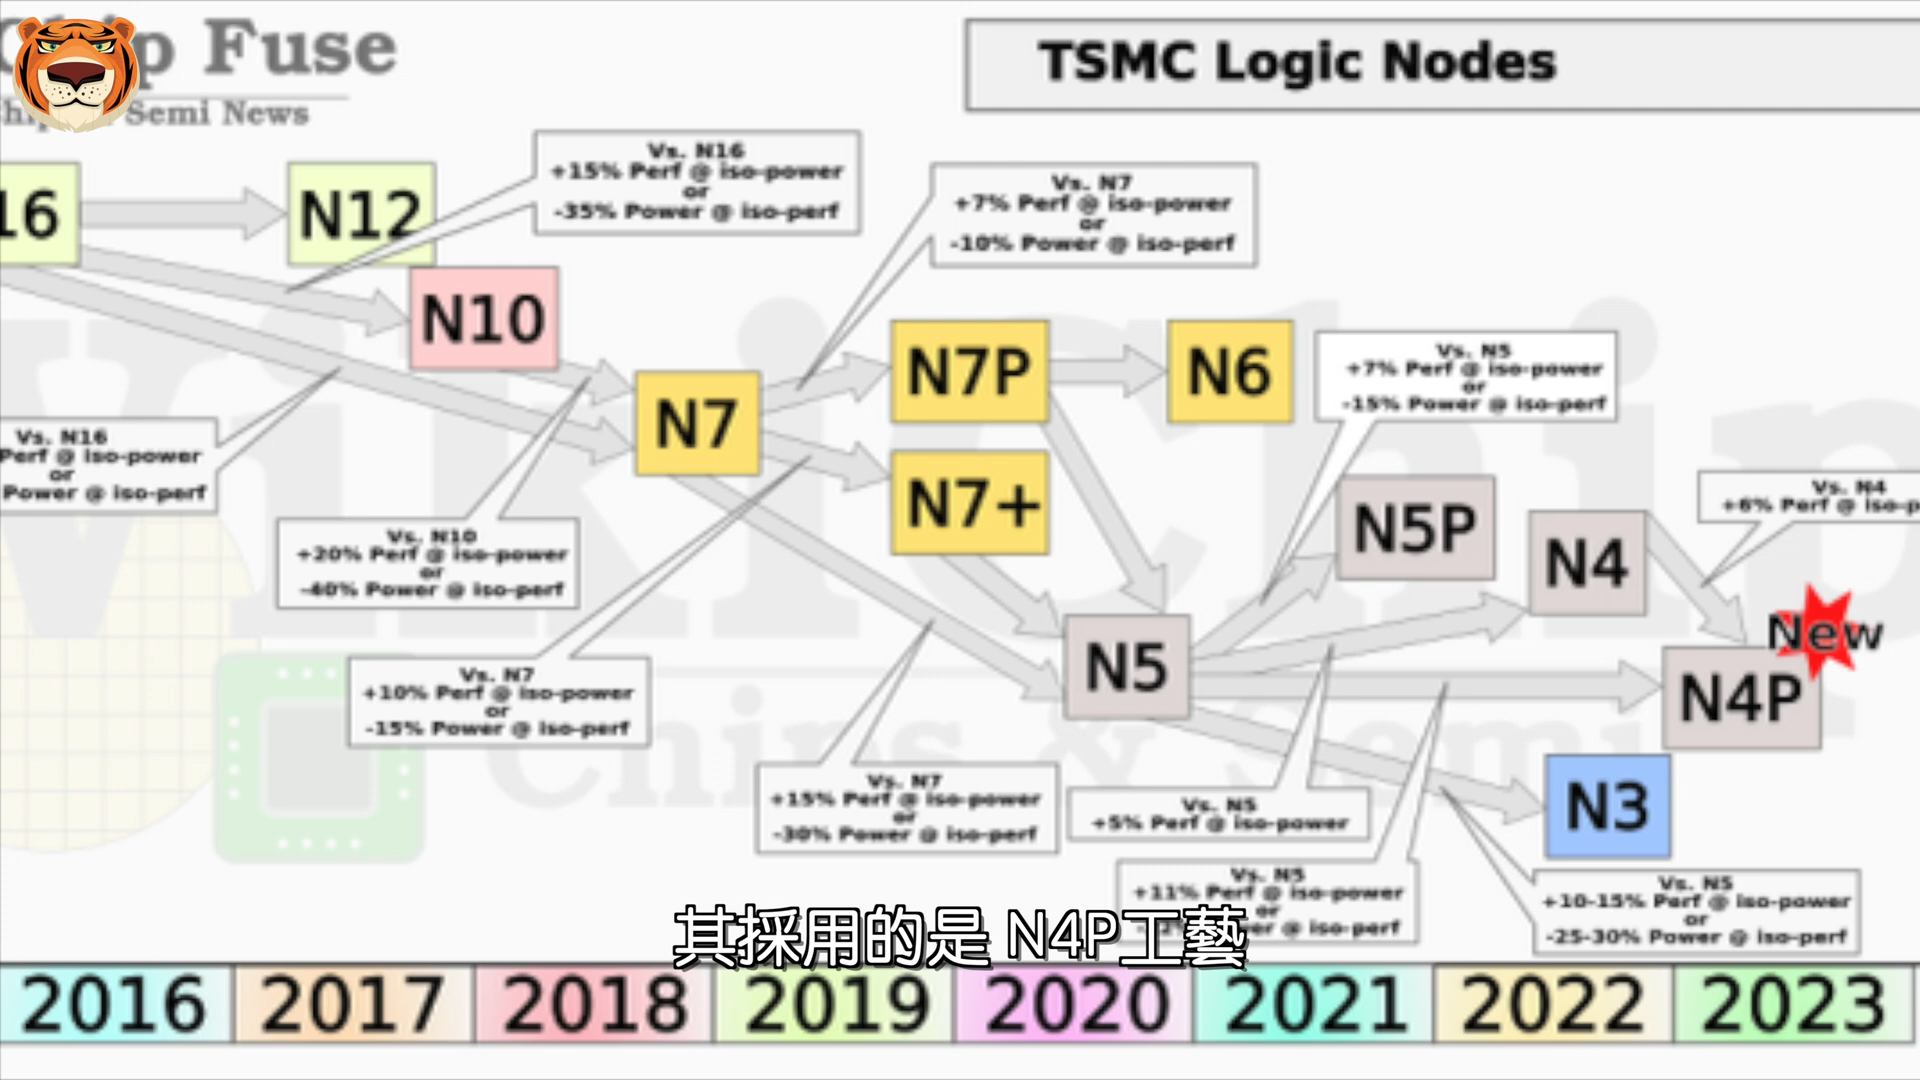 Chip Fuse
Semi News
TSMC Logic Nodes
16
N12
Vs. N16
+15% Perf @ iso-power
or
-35% Power @ iso-perf
Vs. N7
+7% Perf @ iso-power
or
-10% Power @ iso-perf
N10
N7P
N6
Vs. N5
+7% Perf @ iso-power
or
-15% Power @ iso-perf
N7
Vs. N16
Perf @ iso-power
or
Power @ iso-perf
N7+
N5P
N4
Vs. N4
+6% Perf @ iso-p
Vs. N10
+20% Perf @ iso-power
or
-40% Power @ iso-perf
New
N5
N4P
Vs. N7
+10% Perf @ iso-power
or
-15% Power @ iso-perf
Vs. N7
+15% Perf @ iso-power
or
-30% Power @ iso-perf
Vs. N5
+5% Perf @ iso-power
N3
Vs. N5
+11% Perf @ iso-power
or
iso-perf
Vs. N5
+10-15% Perf @ iso-power
or
-25-30% Power @ iso-perf
WikiChip
Chips & Semi
其採用的是 N4P工藝
2016 2017 2018 2019 2020 2021 2022 2023